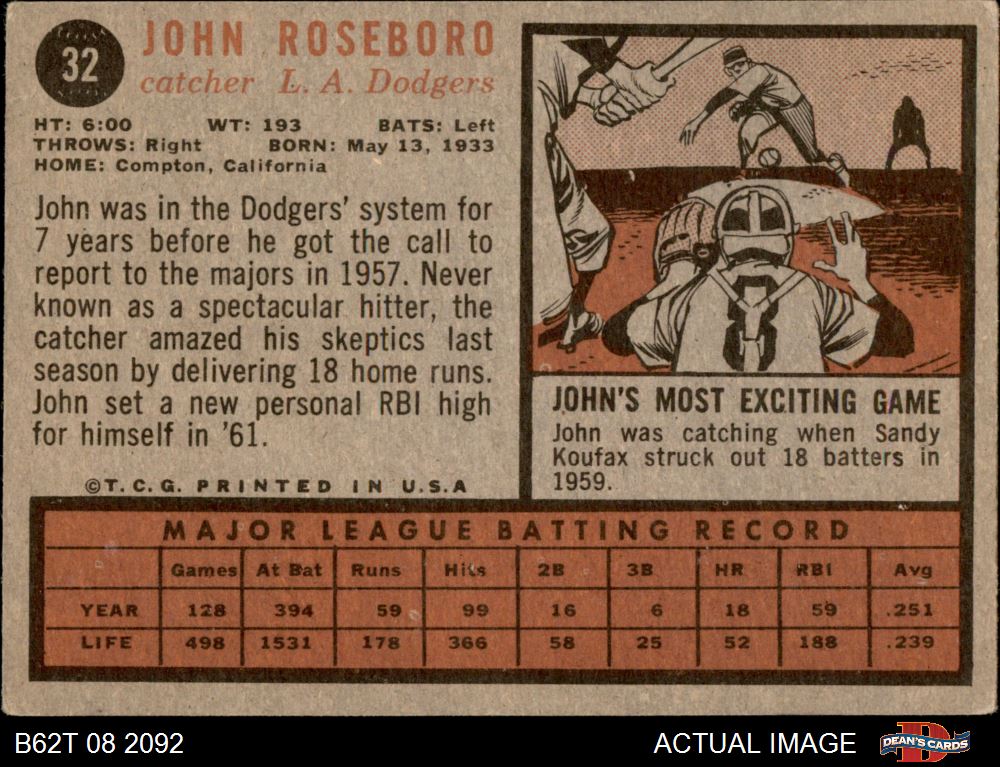 32
JOHN ROSEBORO
catcher L. A. Dodgers
HT: 6:00 WT: 193 BATS: Left
THROWS: Right BORN: May 13, 1933
HOME: Compton, California
John was in the Dodgers' system for
7 years before he got the call to
report to the majors in 1957. Never
known as a spectacular hitter, the
catcher amazed his skeptics last
season by delivering 18 home runs.
John set a new personal RBI high
for himself in '61.
©T.C.G. PRINTED IN U.S.A
8
JOHN'S MOST EXCITING GAME
John was catching when Sandy
Koufax struck out 18 batters in
1959.
MAJOR LEAGUE BATTING RECORD
Games At Bat Runs Hits 2B 3B HR RBI Avg
YEAR 128 394 59 99 16 6 18 59 .251
LIFE 498 1531 178 366 58 25 52 188 .239
B62T 08 2092 ACTUAL IMAGE DEAN'S CARDS